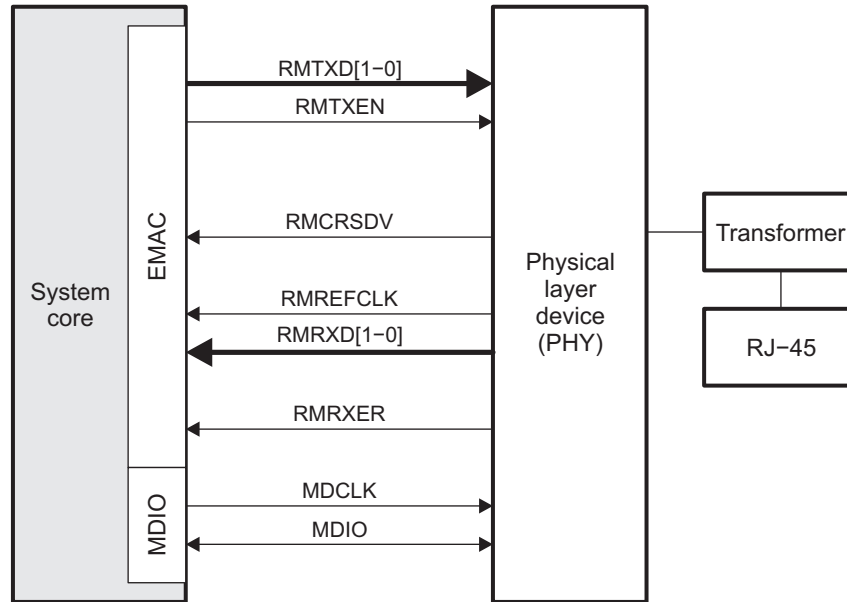 System
core
EMAC
MDIO
RMTXD[1−0]
RMTXEN
RMCRSDV
RMREFCLK
RMRXD[1−0]
RMRXER
MDCLK
MDIO
Physical
layer
device
(PHY)
Transformer
RJ−45